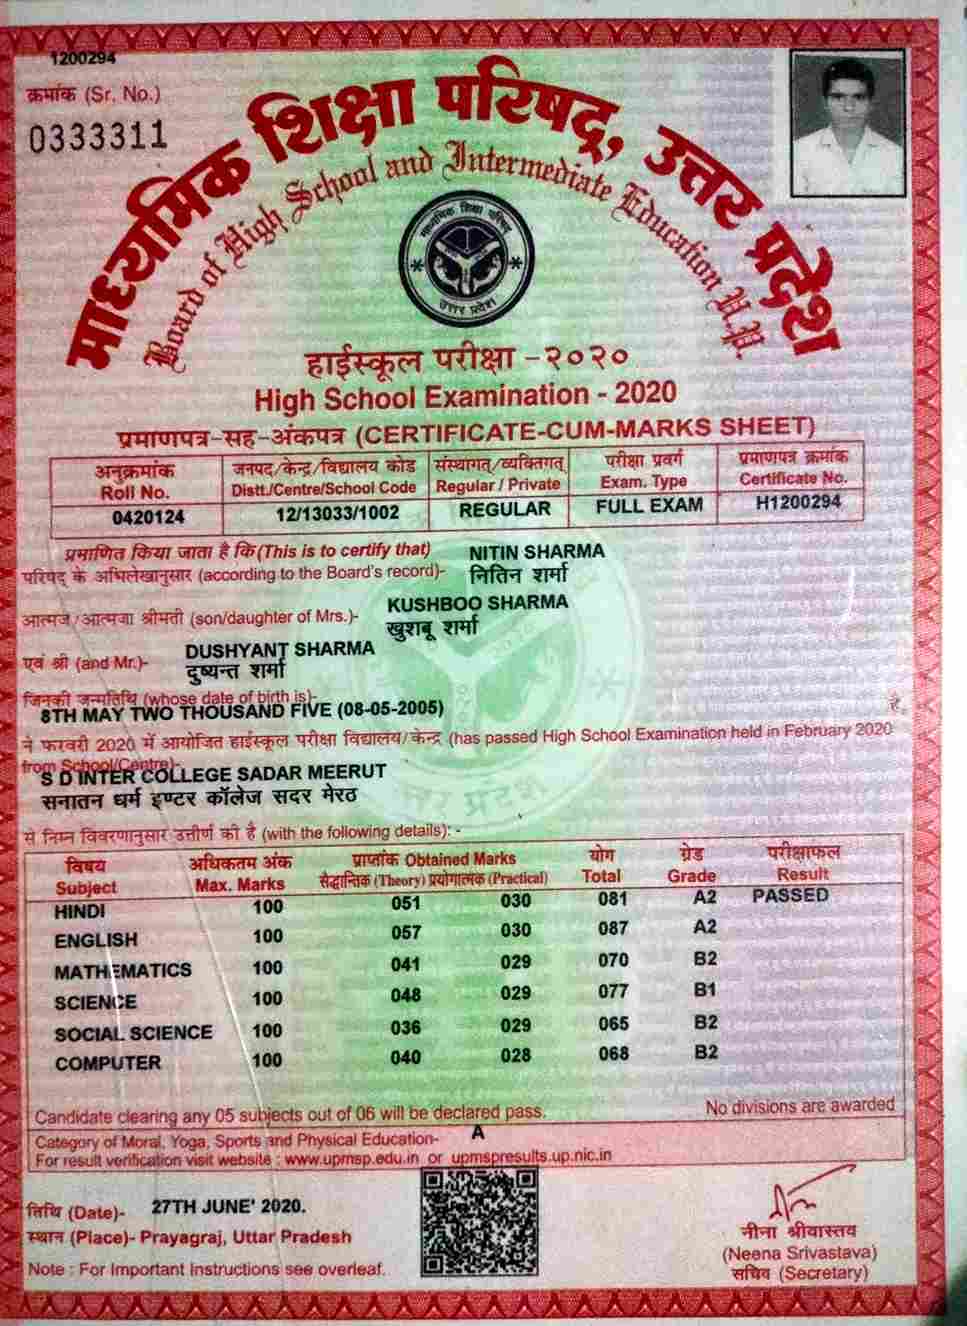 1200294
क्रमांक (Sr. No.)
0333311
माध्यमिक शिक्षा परिषद्, उत्तर प्रदेश
Board of High School and Intermediate Education U.P.
माध्यमिक शिक्षा परिषद्
उत्तर प्रदेश
हाईस्कूल परीक्षा -२०२०
High School Examination - 2020
प्रमाणपत्र-सह-अंकपत्र (CERTIFICATE-CUM-MARKS SHEET)
अनुक्रमांक जनपद/केन्द्र/विद्यालय कोड संस्थागत्/व्यक्तिगत् परीक्षा प्रवर्ग प्रमाणपत्र क्रमांक
Roll No. Distt./Centre/School Code Regular / Private Exam. Type Certificate No.
0420124 12/13033/1002 REGULAR FULL EXAM H1200294
प्रमाणित किया जाता है कि (This is to certify that) NITIN SHARMA
परिषद् के अभिलेखानुसार (according to the Board's record)- नितिन शर्मा
KUSHBOO SHARMA
आत्मज/आत्मजा श्रीमती (son/daughter of Mrs.)- खुशबू शर्मा
DUSHYANT SHARMA
एवं श्री (and Mr.)- दुष्यन्त शर्मा
जिनकी जन्मतिथि (whose date of birth is)-
8TH MAY TWO THOUSAND FIVE (08-05-2005) है
ने फरवरी 2020 में आयोजित हाईस्कूल परीक्षा विद्यालय/केन्द्र (has passed High School Examination held in February 2020
from School/Centre)-
S D INTER COLLEGE SADAR MEERUT
सनातन धर्म इण्टर कॉलेज सदर मेरठ
से निम्न विवरणानुसार उत्तीर्ण की है (with the following details): -
विषय अधिकतम अंक प्राप्तांक Obtained Marks योग ग्रेड परीक्षाफल
Subject Max. Marks सैद्धान्तिक (Theory) प्रयोगात्मक (Practical) Total Grade Result
HINDI 100 051 030 081 A2 PASSED
ENGLISH 100 057 030 087 A2
MATHEMATICS 100 041 029 070 B2
SCIENCE 100 048 029 077 B1
SOCIAL SCIENCE 100 036 029 065 B2
COMPUTER 100 040 028 068 B2
Candidate clearing any 05 subjects out of 06 will be declared pass. No divisions are awarded
Category of Moral, Yoga, Sports and Physical Education- A
For result verification visit website : www.upmsp.edu.in or upmspresults.up.nic.in
तिथि (Date)- 27TH JUNE' 2020.
स्थान (Place)- Prayagraj, Uttar Pradesh
Note : For Important Instructions see overleaf.
नीना श्रीवास्तव
(Neena Srivastava)
सचिव (Secretary)